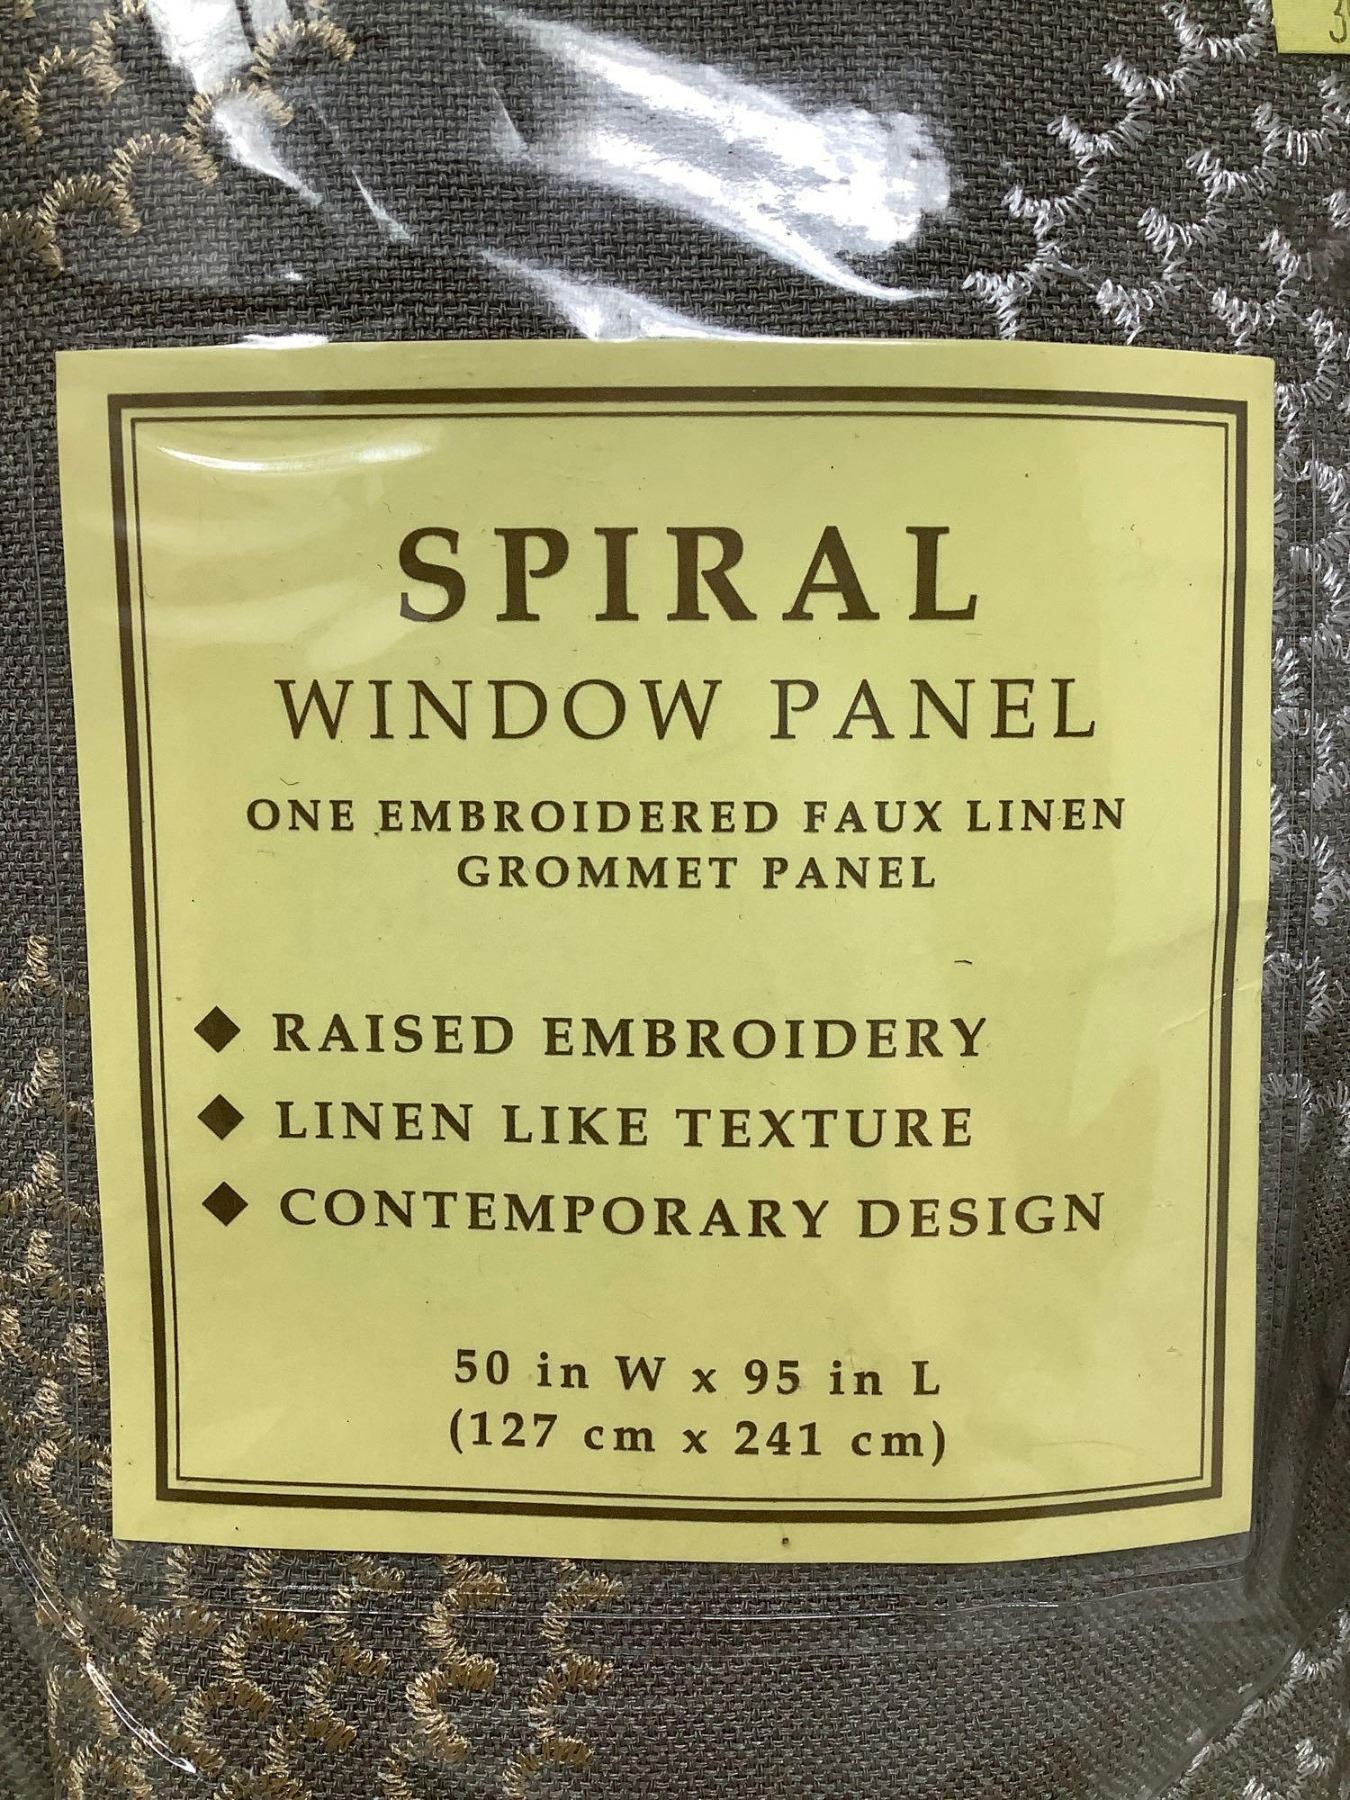 SPIRAL
WINDOW PANEL
ONE EMBROIDERED FAUX LINEN
GROMMET PANEL
◆ RAISED EMBROIDERY
◆ LINEN LIKE TEXTURE
◆ CONTEMPORARY DESIGN
50 in W x 95 in L
(127 cm x 241 cm)